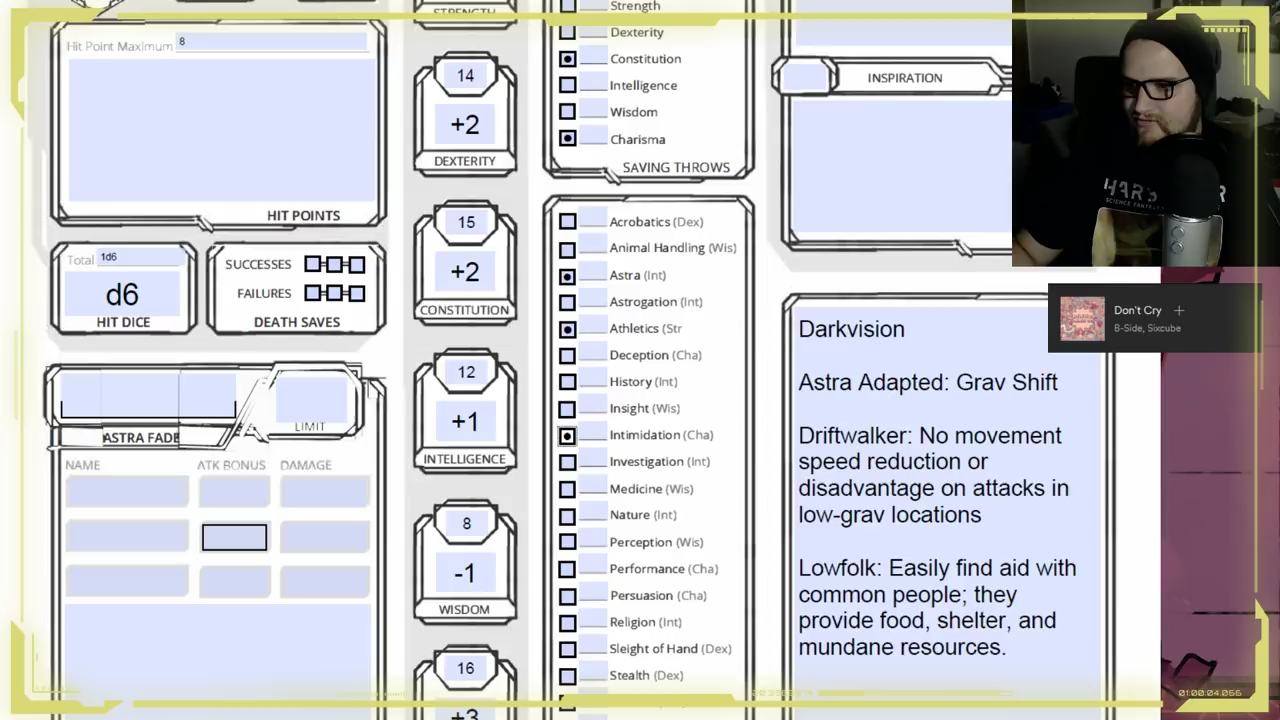 STRENGTH
Hit Point Maximum 8
HIT POINTS
Total 1d6
d6
HIT DICE
SUCCESSES
FAILURES
DEATH SAVES
ASTRA FADE
LIMIT
NAME ATK BONUS DAMAGE
14
+2
DEXTERITY
15
+2
CONSTITUTION
12
+1
INTELLIGENCE
8
-1
WISDOM
16
+3
Strength
Dexterity
Constitution
Intelligence
Wisdom
Charisma
SAVING THROWS
Acrobatics (Dex)
Animal Handling (Wis)
Astra (Int)
Astrogation (Int)
Athletics (Str
Deception (Cha)
History (Int)
Insight (Wis)
Intimidation (Cha)
Investigation (Int)
Medicine (Wis)
Nature (Int)
Perception (Wis)
Performance (Cha)
Persuasion (Cha)
Religion (Int)
Sleight of Hand (Dex)
Stealth (Dex)
INSPIRATION
Darkvision
Astra Adapted: Grav Shift
Driftwalker: No movement
speed reduction or
disadvantage on attacks in
low-grav locations
Lowfolk: Easily find aid with
common people; they
provide food, shelter, and
mundane resources.
Don't Cry
B-Side, Sixcube
01:00:04.066